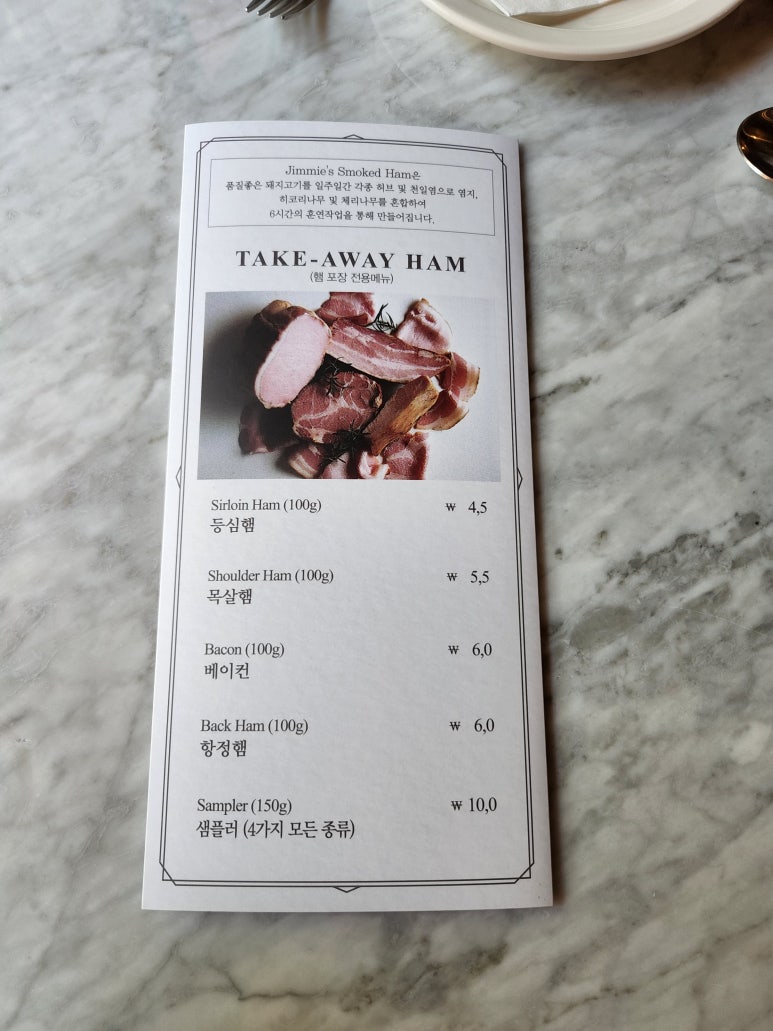 Jimmie's Smoked Ham은
품질좋은 돼지고기를 일주일간 각종 허브 및 천일염으로 염지,
히코리나무 및 체리나무를 혼합하여
6시간의 훈연작업을 통해 만들어집니다.
TAKE-AWAY HAM
(햄 포장 전용메뉴)
Sirloin Ham (100g) ₩ 4,5
등심햄
Shoulder Ham (100g) ₩ 5,5
목살햄
Bacon (100g) ₩ 6,0
베이컨
Back Ham (100g) ₩ 6,0
항정햄
Sampler (150g) ₩ 10,0
샘플러 (4가지 모든 종류)